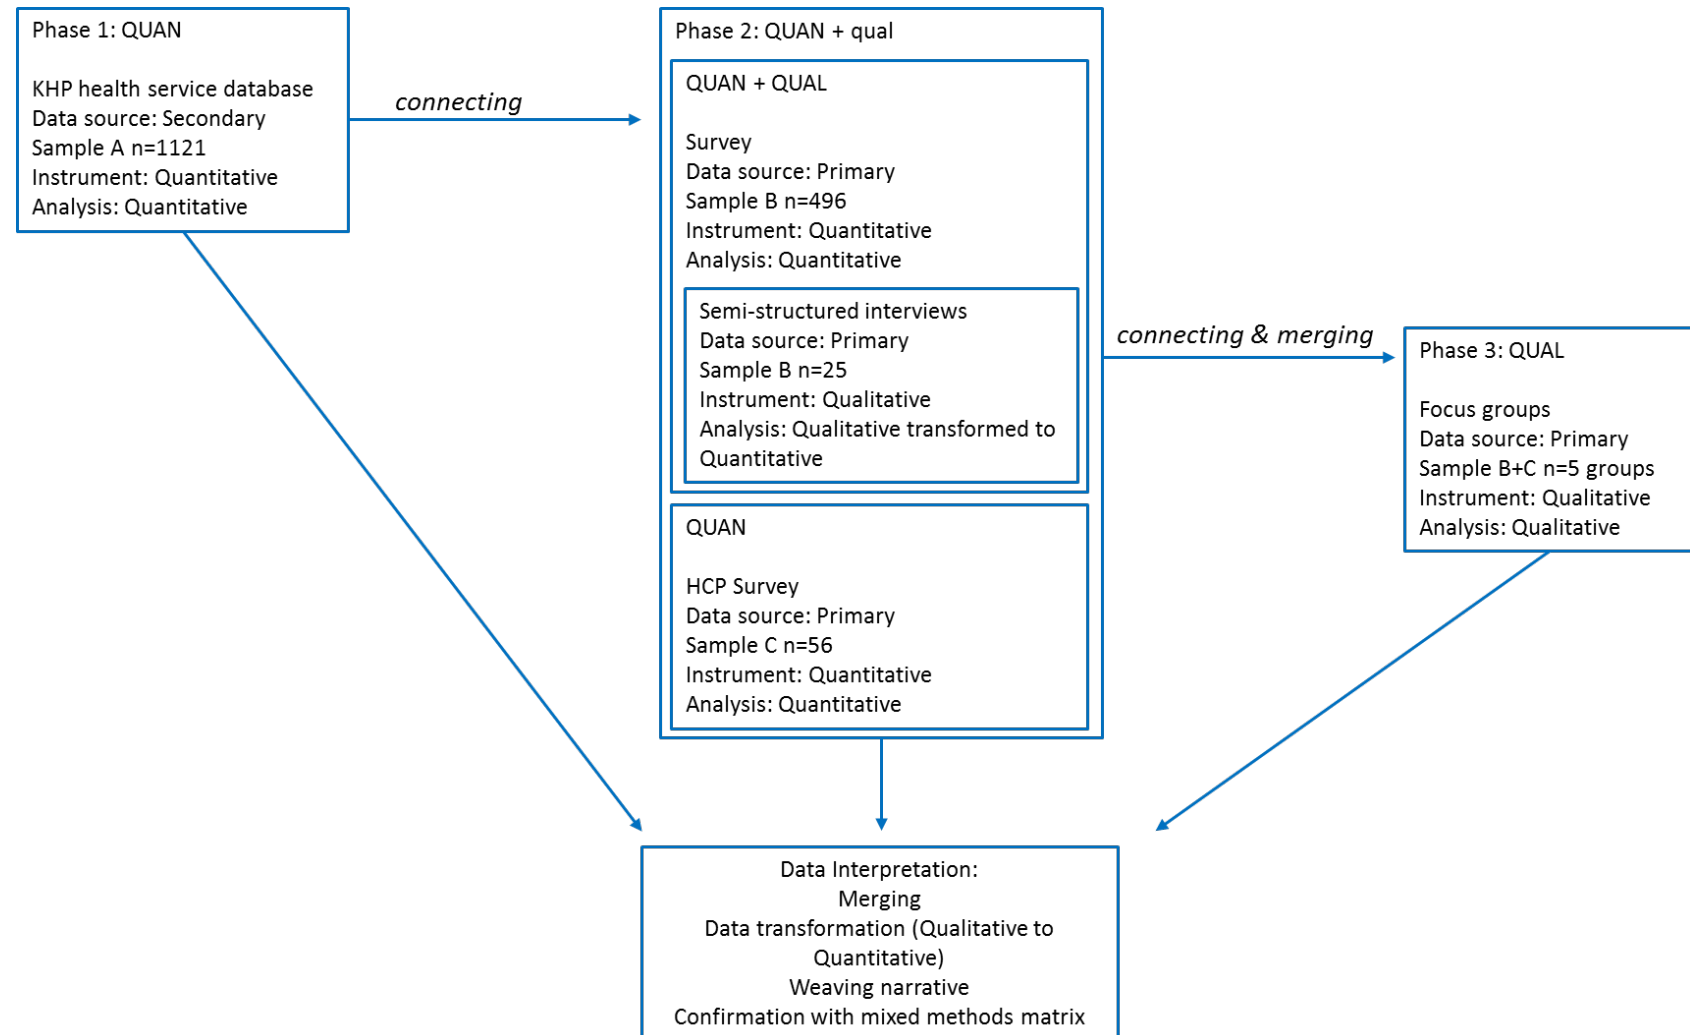 Phase 1: QUAN
KHP health service database
Data source: Secondary
Sample A n=1121
Instrument: Quantitative
Analysis: Quantitative
connecting
Phase 2: QUAN + qual
QUAN + QUAL
Survey
Data source: Primary
Sample B n=496
Instrument: Quantitative
Analysis: Quantitative
Semi-structured interviews
Data source: Primary
Sample B n=25
Instrument: Qualitative
Analysis: Qualitative transformed to
Quantitative
QUAN
HCP Survey
Data source: Primary
Sample C n=56
Instrument: Quantitative
Analysis: Quantitative
connecting & merging
Phase 3: QUAL
Focus groups
Data source: Primary
Sample B+C n=5 groups
Instrument: Qualitative
Analysis: Qualitative
Data Interpretation:
Merging
Data transformation (Qualitative to
Quantitative)
Weaving narrative
Confirmation with mixed methods matrix